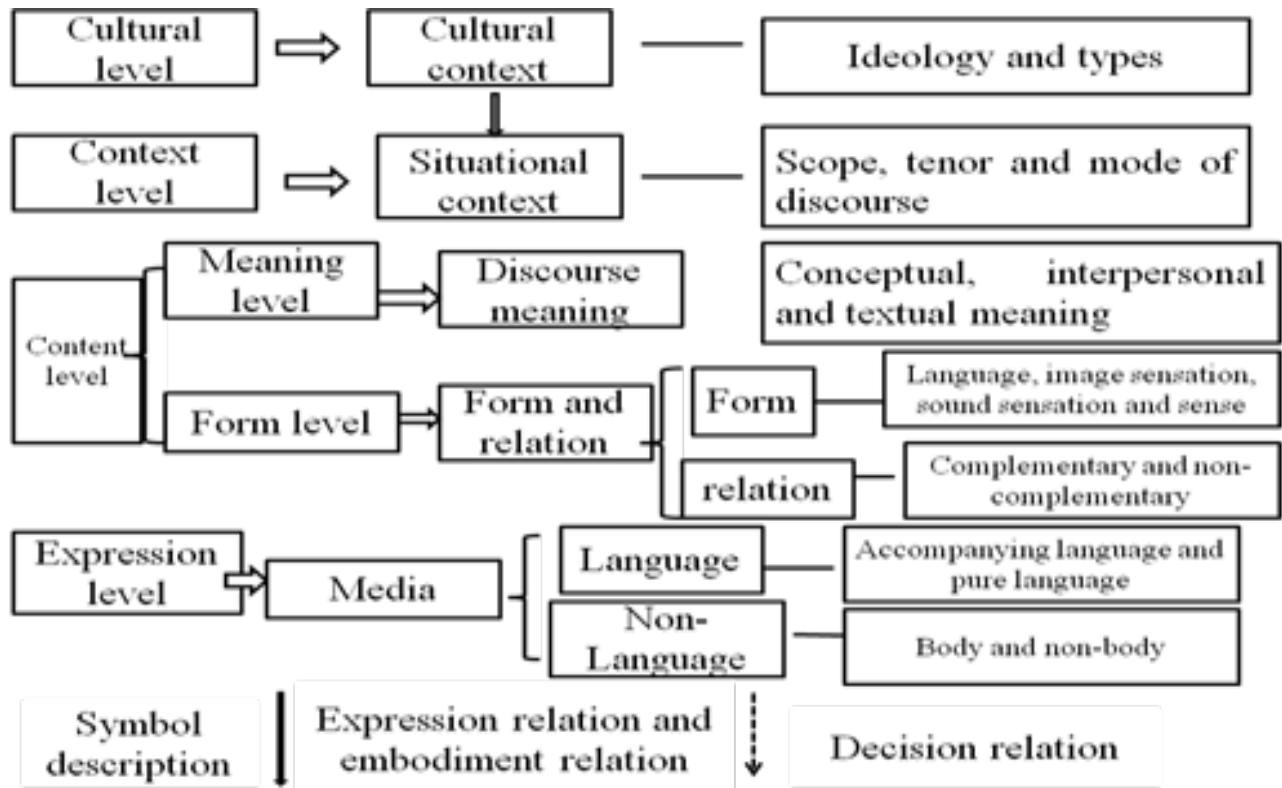 Cultural
level
Cultural
context
Ideology and types
Context
level
Situational
context
Scope, tenor and mode of
discourse
Meaning
level
Discourse
meaning
Conceptual, interpersonal
and textual meaning
Content
level
Form level
Form and
relation
Form
Language, image sensation,
sound sensation and sense
relation
Complementary and non-
complementary
Expression
level
Media
Language
Accompanying language and
pure language
Non-
Language
Body and non-body
Symbol
description
Expression relation and
embodiment relation
Decision relation